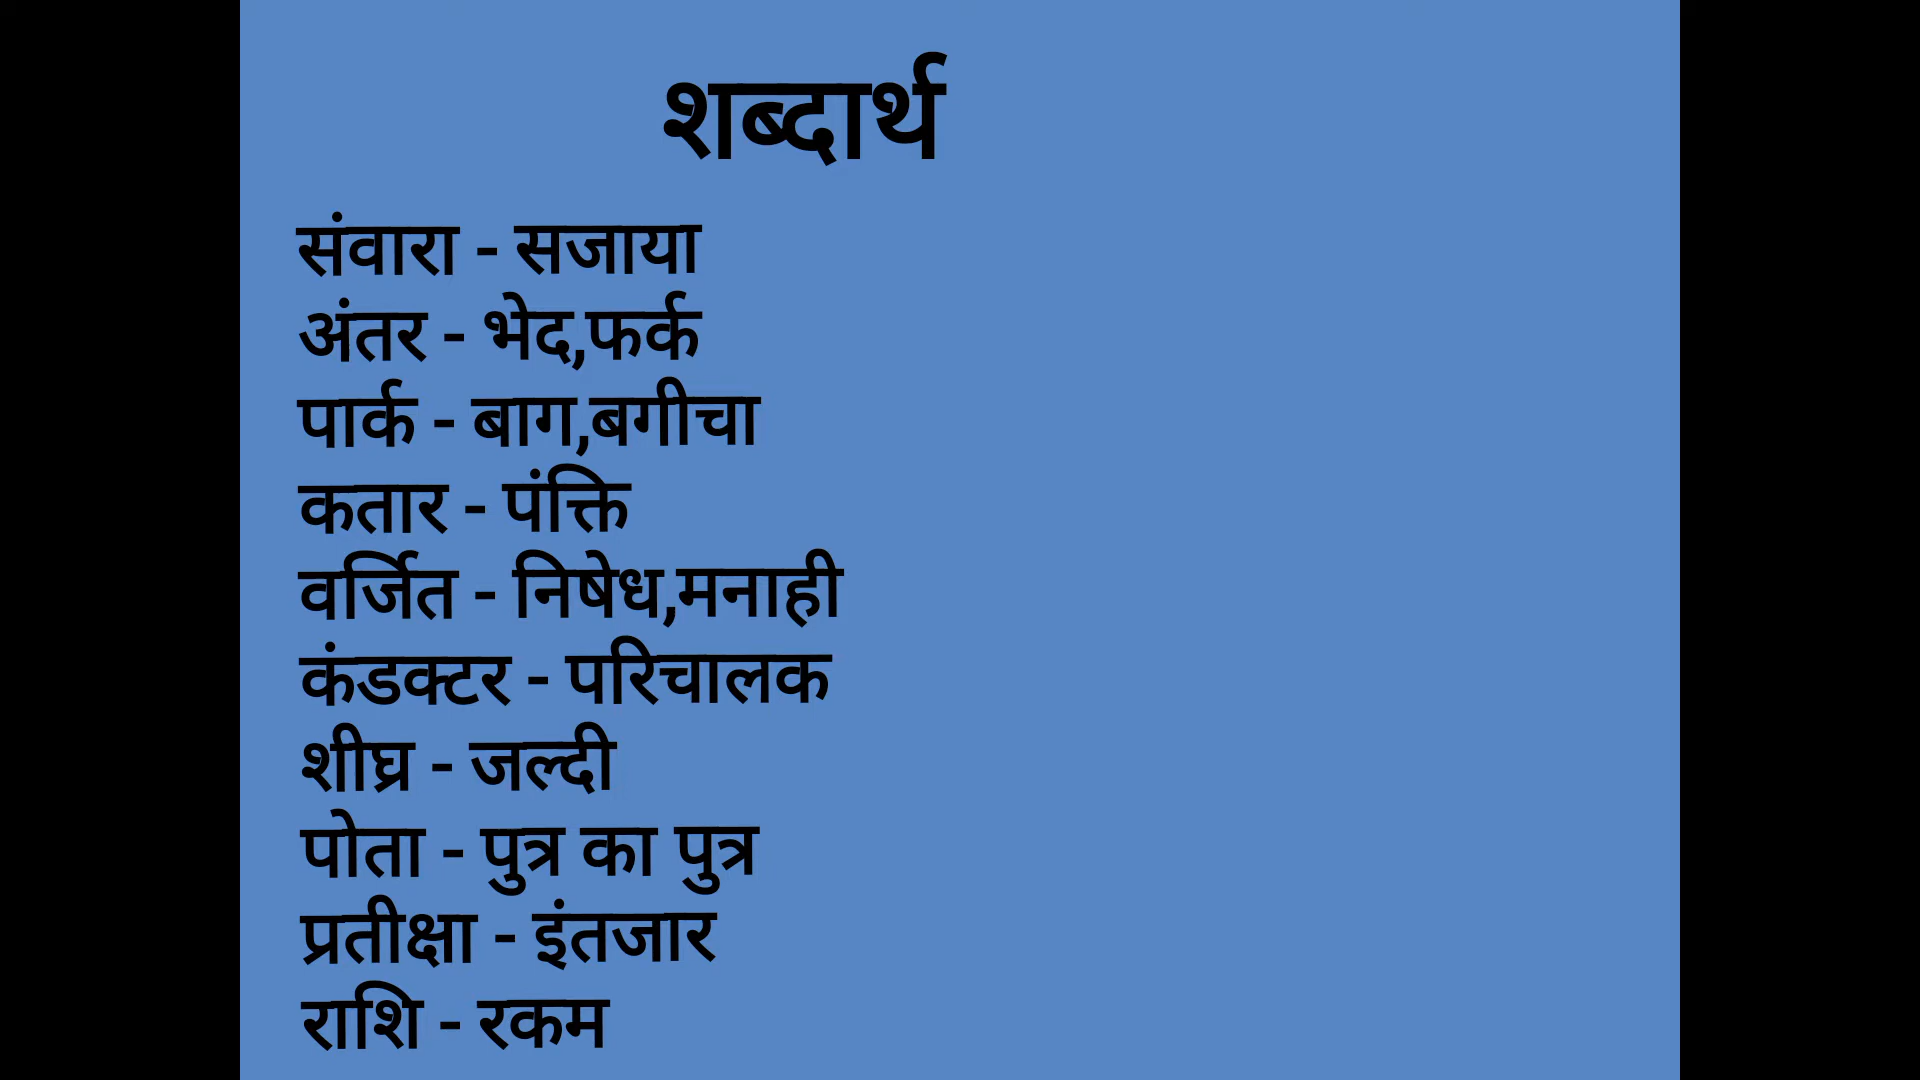 शब्दार्थ
संवारा - सजाया
अंतर - भेद,फर्क
पार्क - बाग,बगीचा
कतार - पंक्ति
वर्जित - निषेध,मनाही
कंडक्टर - परिचालक
शीघ्र - जल्दी
पोता - पुत्र का पुत्र
प्रतीक्षा - इंतजार
राशि - रकम